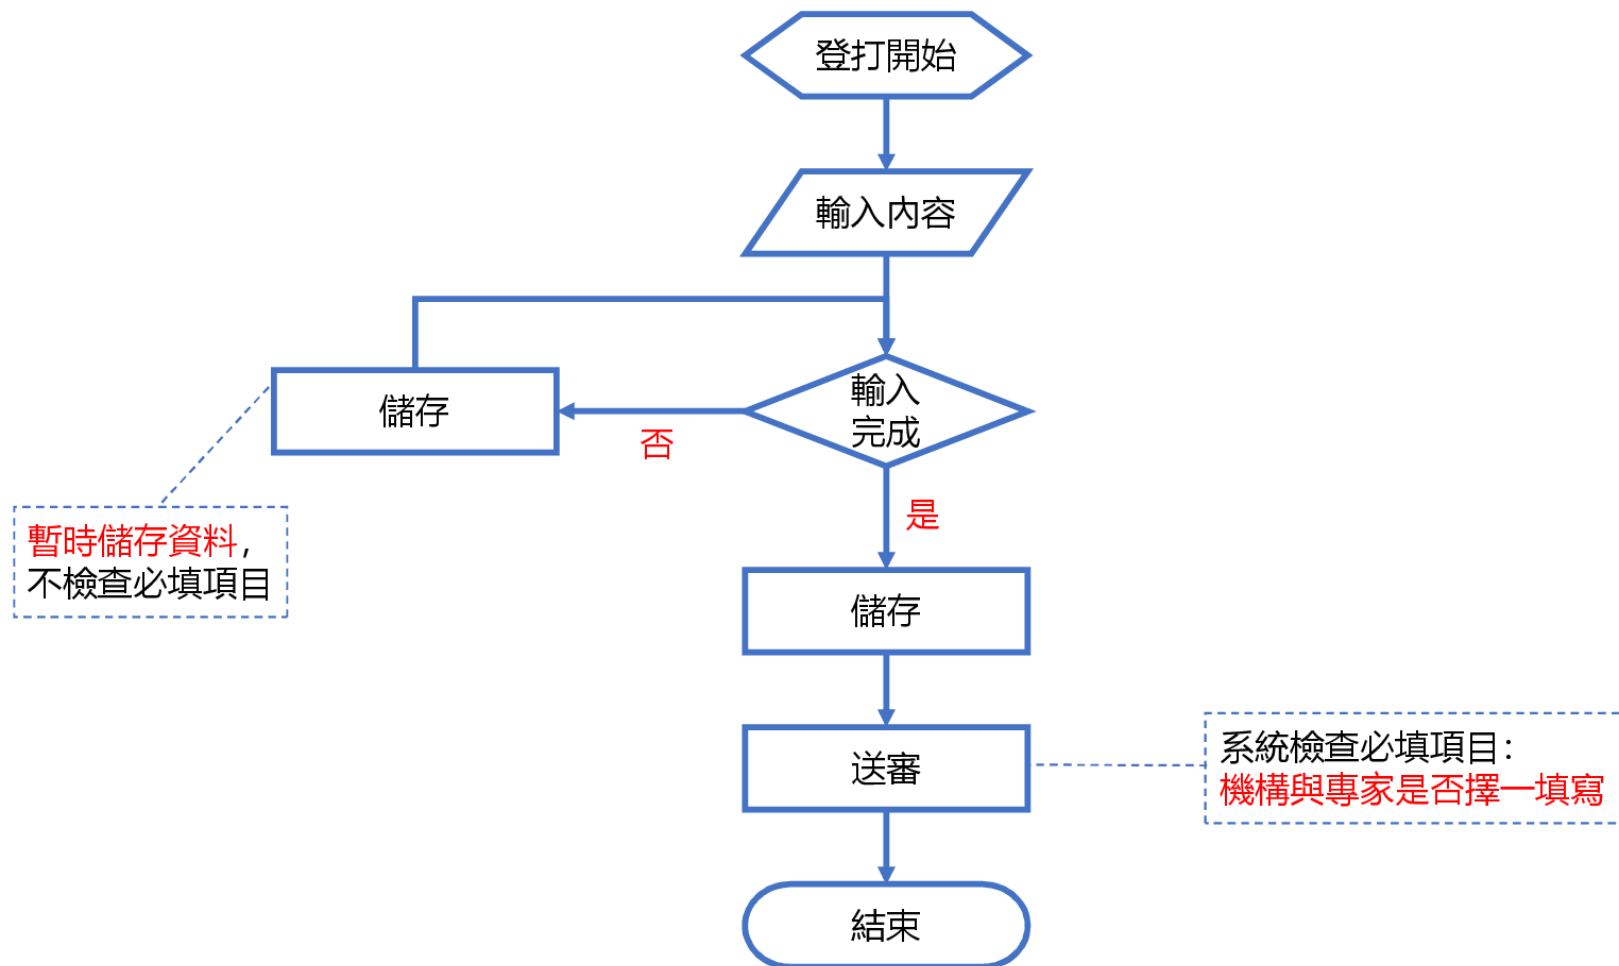 登打開始
輸入內容
輸入
完成
否
儲存
暫時儲存資料,
不檢查必填項目
是
儲存
送審
系統檢查必填項目：
機構與專家是否擇一填寫
結束